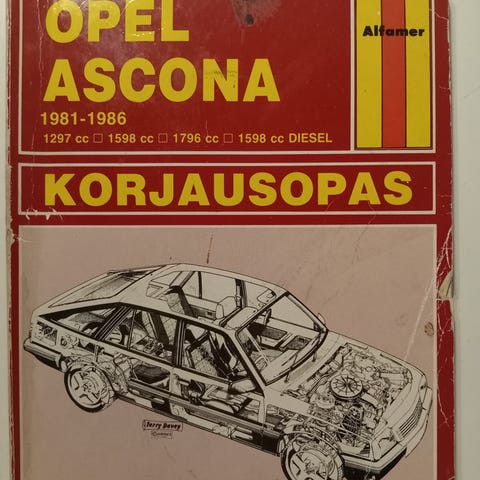 OPEL
Alfamer
ASCONA
1981-1986
1297 cc □ 1598 cc □ 1796 cc □ 1598 cc DIESEL
KORJAUSOPAS
Terry Davey